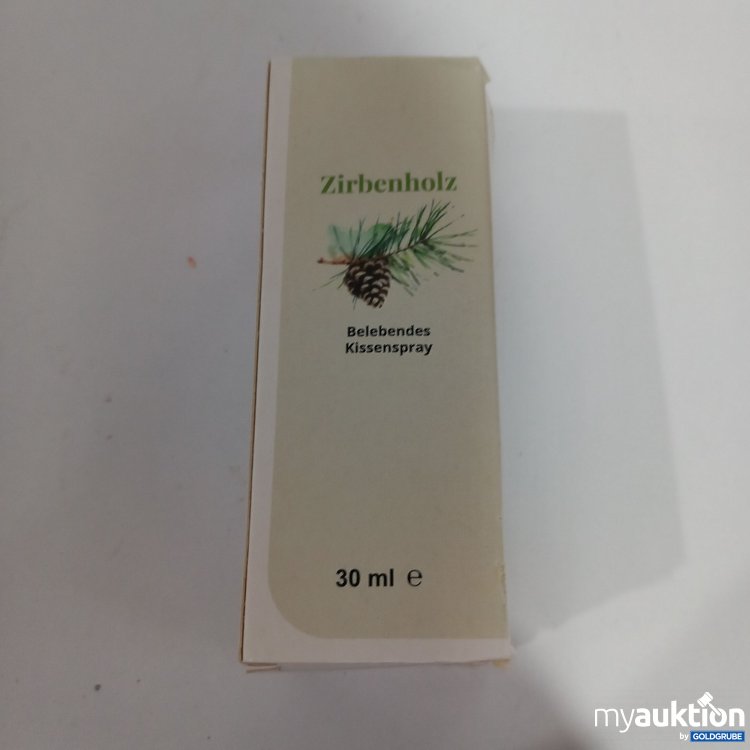 Zirbenholz
Belebendes
Kissenspray
30 ml ℮
myauktion
by GOLDGRUBE